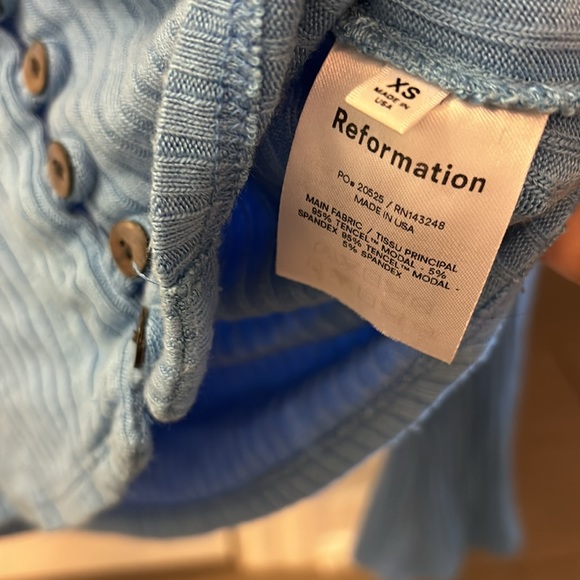 XS
MADE IN
USA
Reformation
PO# 20525 / RN143248
MADE IN USA
MAIN FABRIC / TISSU PRINCIPAL
95% TENCEL™ MODAL - 5%
SPANDEX 95% TENCEL™ MODAL -
5% SPANDEX